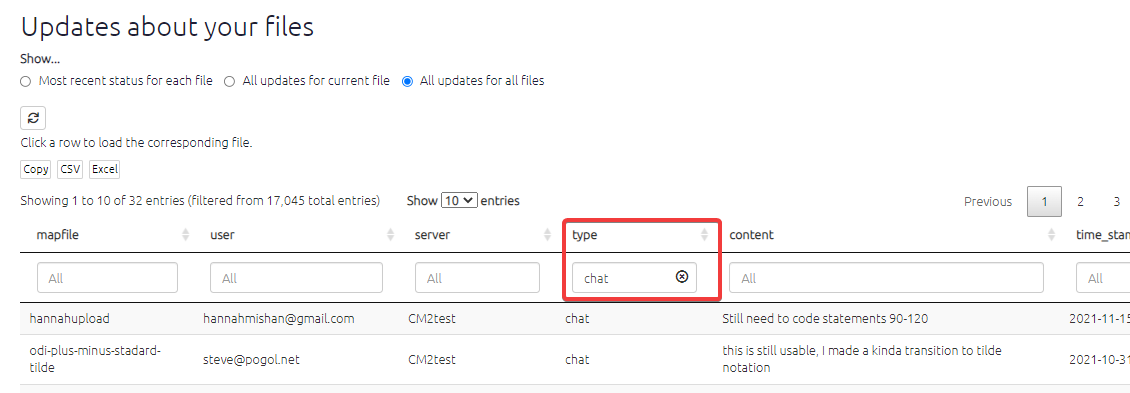 Updates about your files
Show...
Most recent status for each file All updates for current file All updates for all files
Click a row to load the corresponding file.
Copy CSV Excel
Showing 1 to 10 of 32 entries (filtered from 17,045 total entries) Show 10 entries Previous 1 2 3
mapfile user server type content time_stam
All All All chat All All
hannahupload hannahmishan@gmail.com CM2test chat Still need to code statements 90-120 2021-11-15
odi-plus-minus-stadard-
tilde steve@pogol.net CM2test chat this is still usable, I made a kinda transition to tilde
notation 2021-10-31